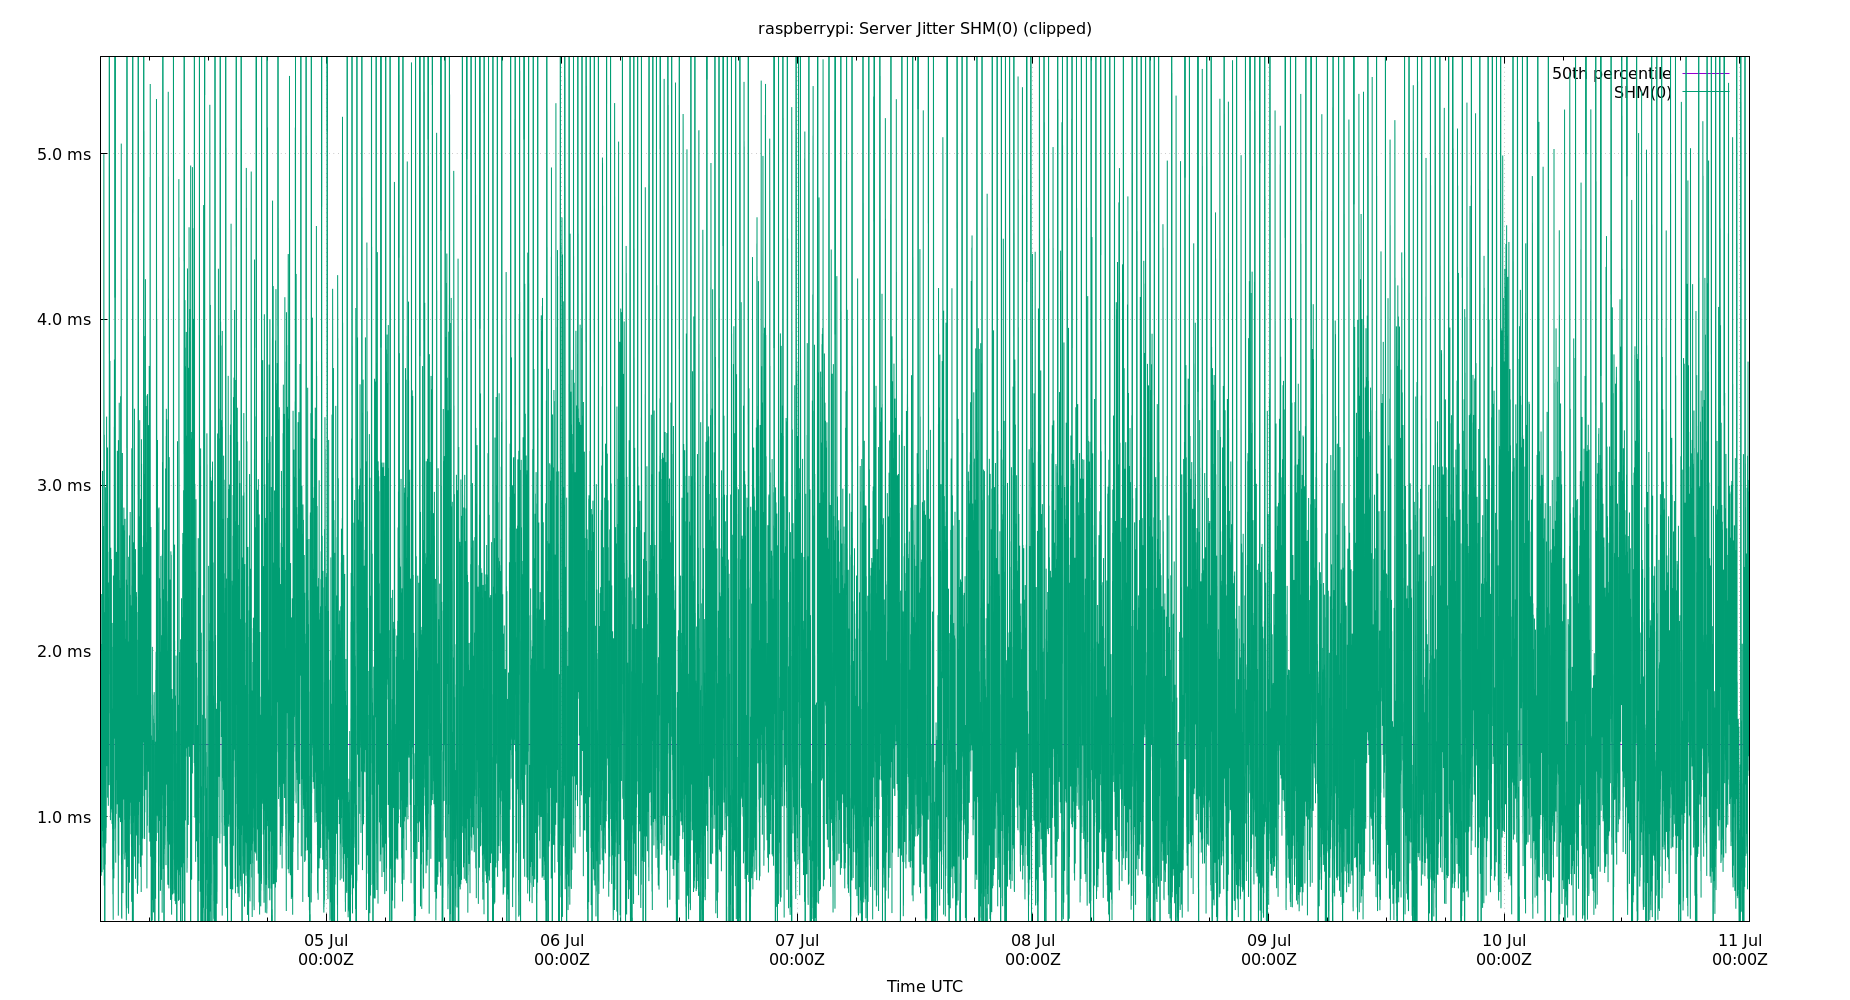 raspberrypi: Server Jitter SHM(0) (clipped)
50th percentile
SHM(0)
5.0 ms
4.0 ms
3.0 ms
2.0 ms
1.0 ms
05 Jul 06 Jul 07 Jul 08 Jul 09 Jul 10 Jul 11 Jul
00:00Z 00:00Z 00:00Z 00:00Z 00:00Z 00:00Z 00:00Z
Time UTC